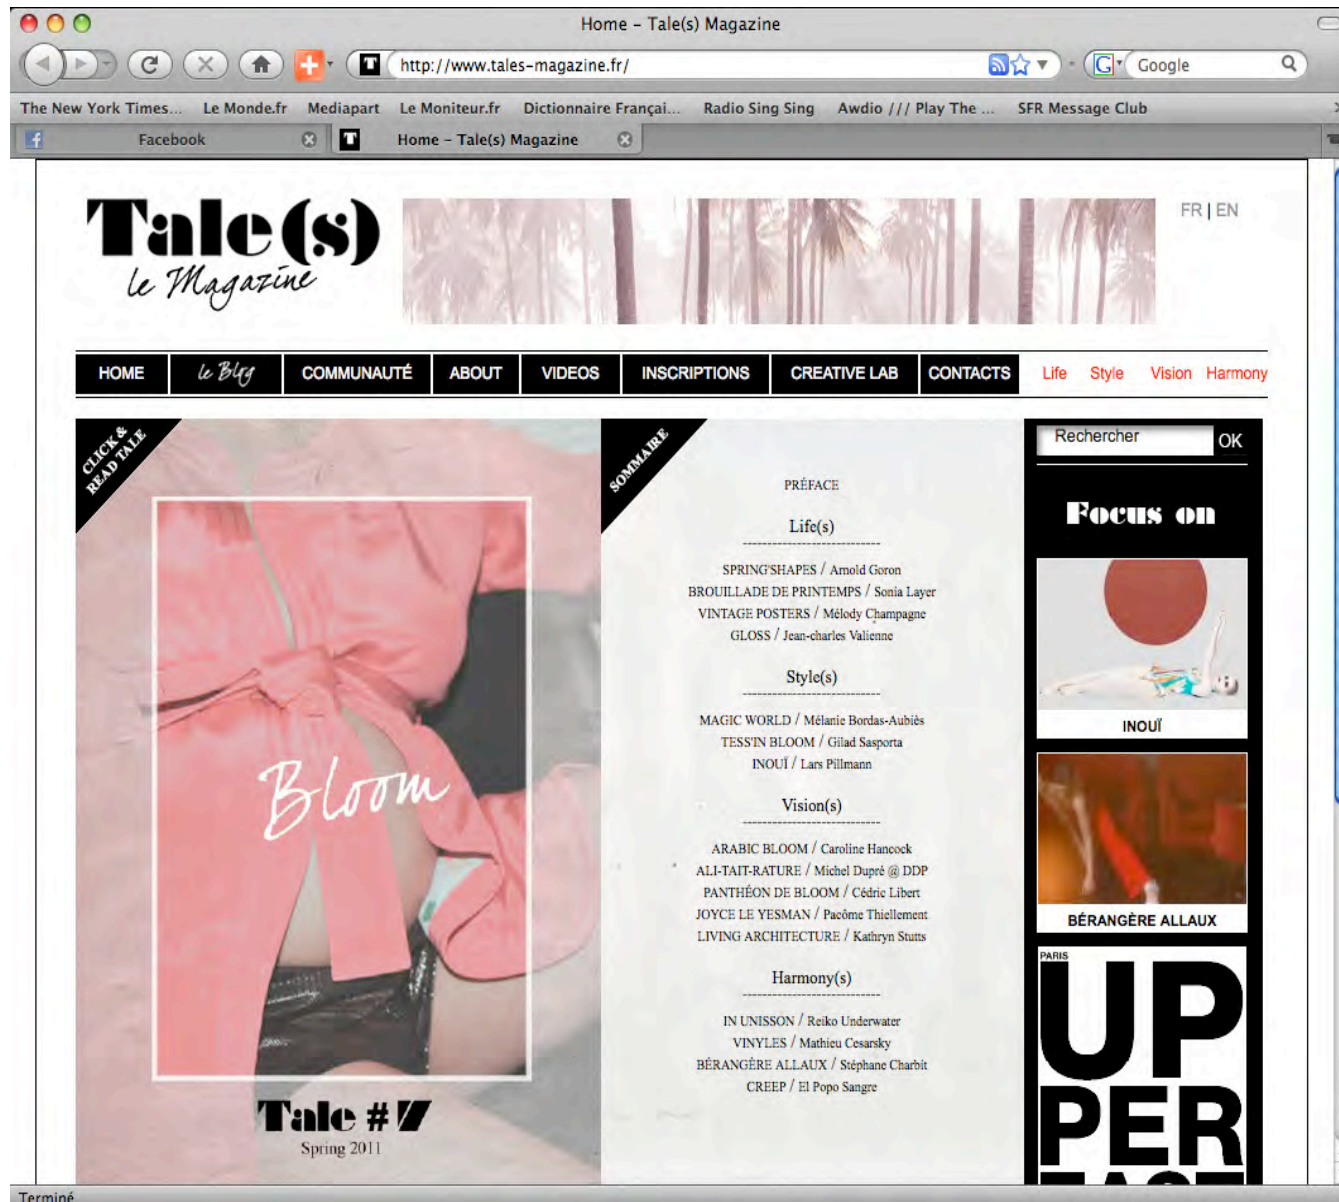 Home – Tale(s) Magazine
http://www.tales-magazine.fr/
G
Google
The New York Times... Le Monde.fr Mediapart Le Moniteur.fr Dictionnaire Françai... Radio Sing Sing Awdio /// Play The ... SFR Message Club
f Facebook T Home – Tale(s) Magazine
Tale(s)
le Magazine
FR | EN
HOME le Blog COMMUNAUTÉ ABOUT VIDEOS INSCRIPTIONS CREATIVE LAB CONTACTS Life Style Vision Harmony
CLICK &
READ TALE
Bloom
Tale # 7
Spring 2011
SOMMAIRE
PRÉFACE
Life(s)
SPRING'SHAPES / Arnold Goron
BROUILLADE DE PRINTEMPS / Sonia Layer
VINTAGE POSTERS / Mélody Champagne
GLOSS / Jean-charles Valienne
Style(s)
MAGIC WORLD / Mélanie Bordas-Aubiès
TESS'IN BLOOM / Gilad Sasporta
INOUÏ / Lars Pillmann
Vision(s)
ARABIC BLOOM / Caroline Hancock
ALI-TAIT-RATURE / Michel Dupré @ DDP
PANTHÉON DE BLOOM / Cédric Libert
JOYCE LE YESMAN / Pacôme Thiellement
LIVING ARCHITECTURE / Kathryn Stutts
Harmony(s)
IN UNISSON / Reiko Underwater
VINYLES / Mathieu Cesarsky
BÉRANGÈRE ALLAUX / Stéphane Charbit
CREEP / El Popo Sangre
Rechercher OK
Focus on
INOUÏ
BÉRANGÈRE ALLAUX
PARIS
UP
PER
EAST
Terminé